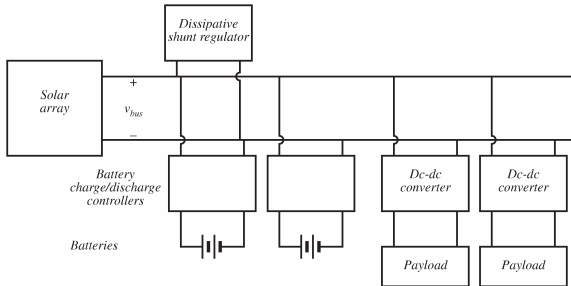 Dissipative
shunt regulator
Solar
array
+
v_bus
–
Battery
charge/discharge
controllers
Dc-dc
converter
Dc-dc
converter
Batteries
Payload
Payload